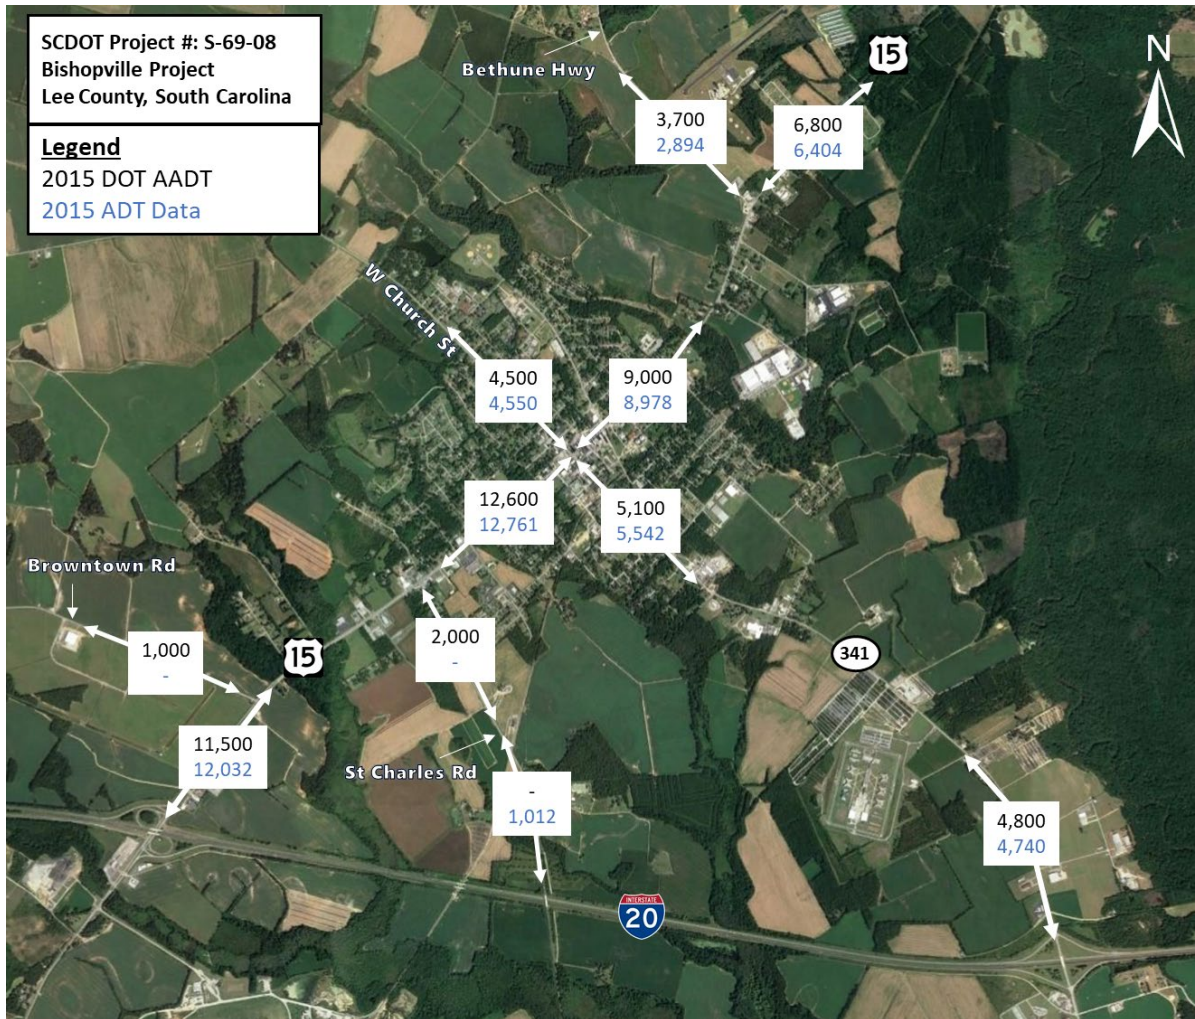 SCDOT Project #: S-69-08
Bishopville Project
Lee County, South Carolina
Legend
2015 DOT AADT
2015 ADT Data
Bethune Hwy
15
N
3,700
2,894
6,800
6,404
W Church St
4,500
4,550
9,000
8,978
12,600
12,761
5,100
5,542
Browntown Rd
1,000
-
15
2,000
-
341
11,500
12,032
St Charles Rd
-
1,012
4,800
4,740
INTERSTATE
20